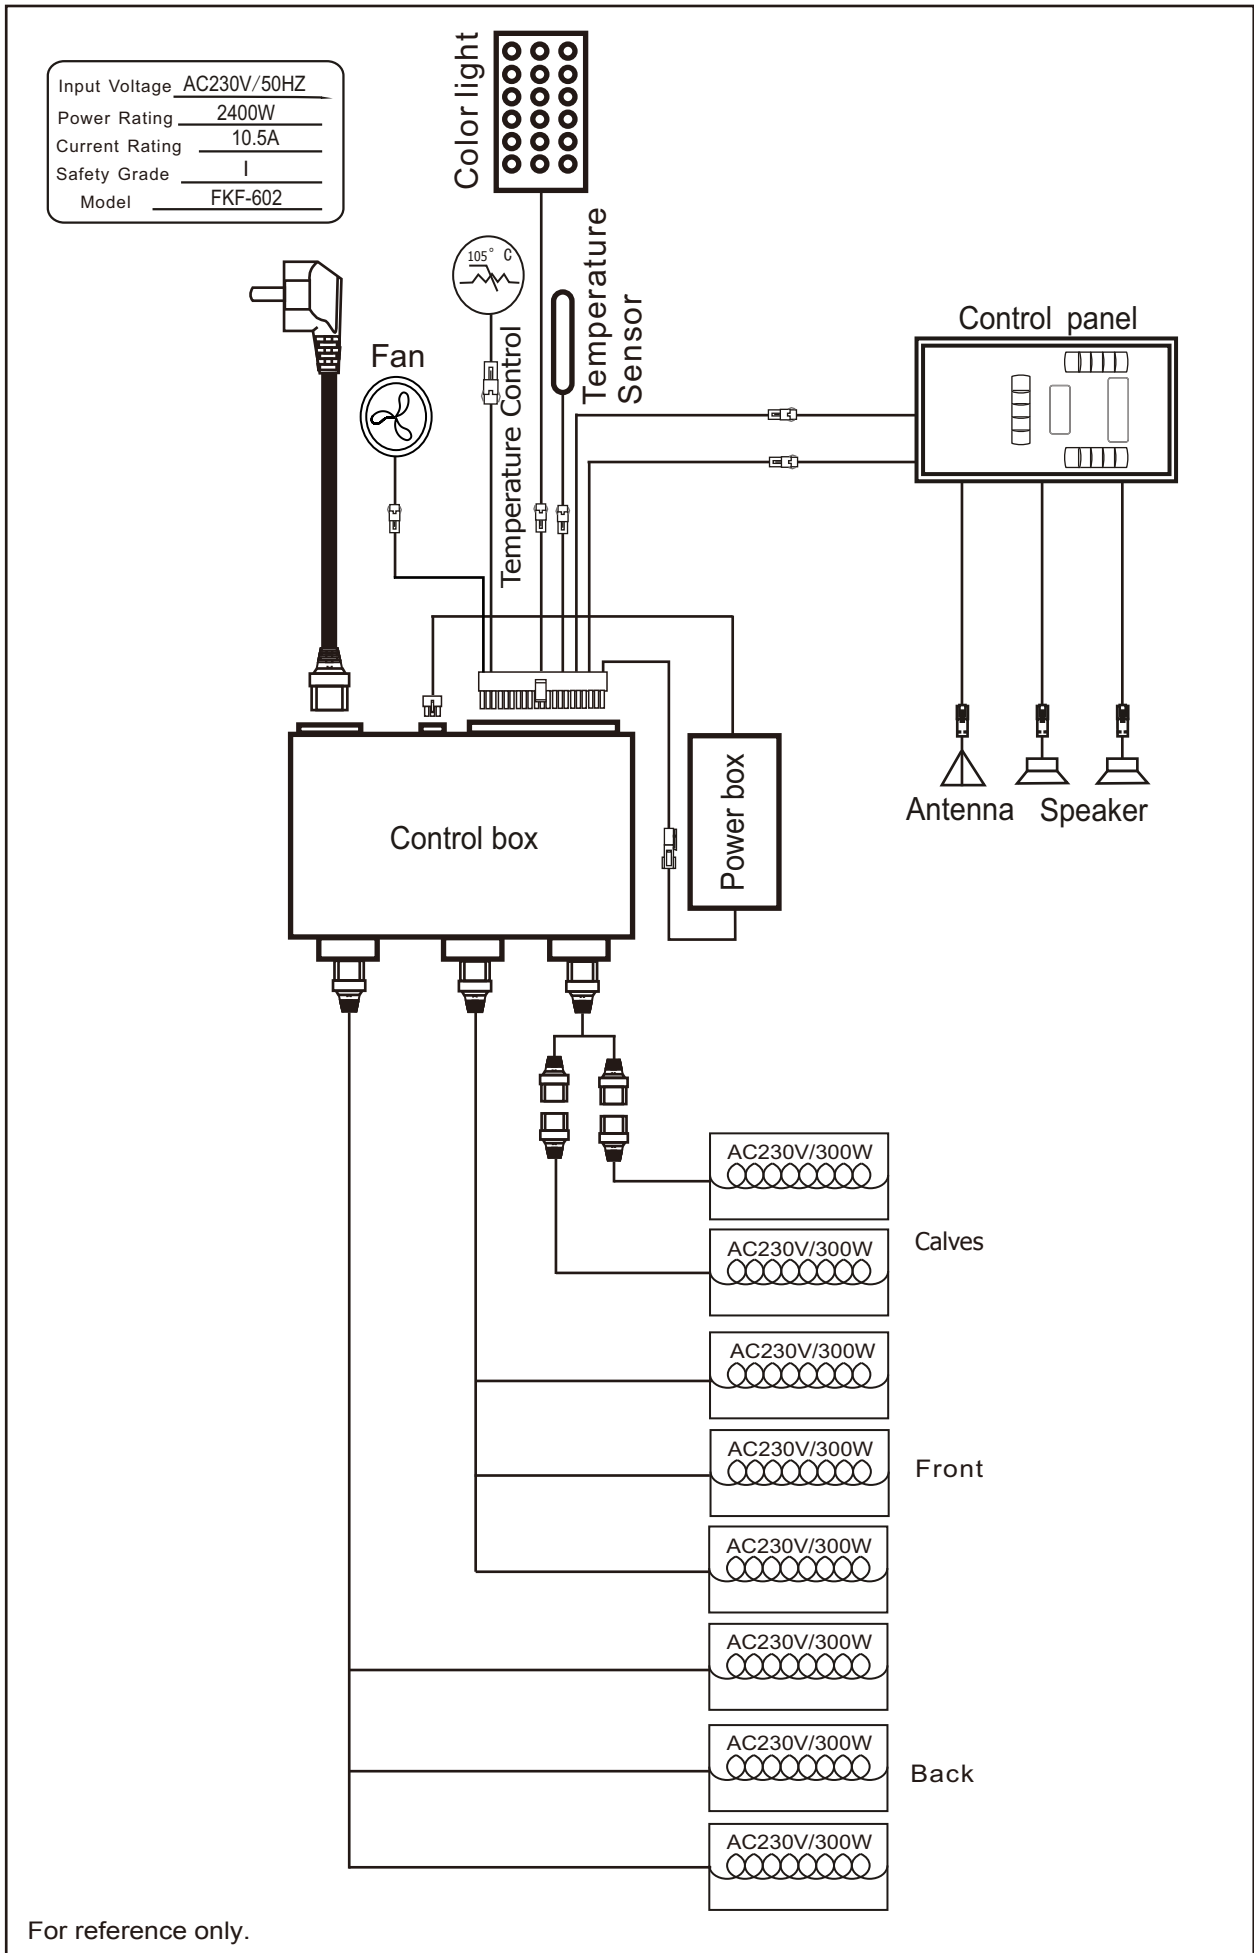 Input Voltage AC230V/50HZ
Power Rating 2400W
Current Rating 10.5A
Safety Grade I
Model FKF-602
Color light
105° C
Temperature Control
Temperature
Sensor
Fan
Control panel
Antenna
Speaker
Control box
Power box
AC230V/300W
AC230V/300W
Calves
AC230V/300W
AC230V/300W
Front
AC230V/300W
AC230V/300W
AC230V/300W
Back
AC230V/300W
For reference only.